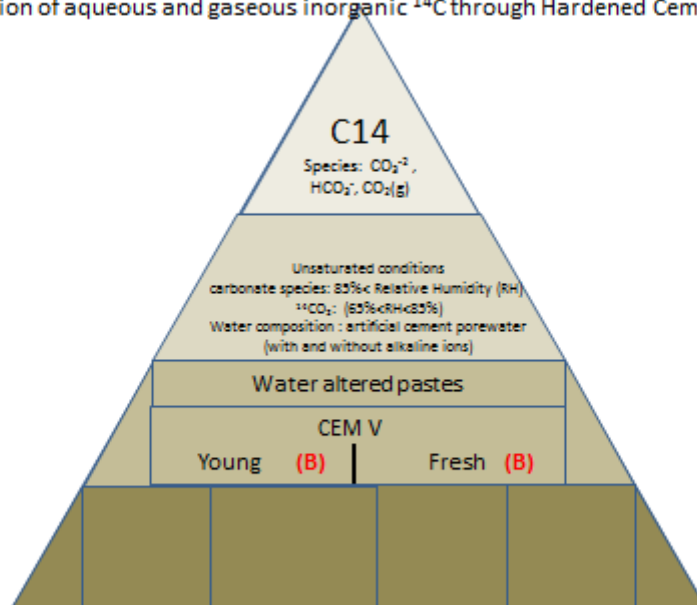 ion of aqueous and gaseous inorganic ¹⁴C through Hardened Cem
C14
Species: CO₃⁻²,
HCO₃⁻, CO₂(g)
Unsaturated conditions
carbonate species: 85%< Relative Humidity (RH)
¹⁴CO₂: (65%<RH<85%)
Water composition : artificial cement porewater
(with and without alkaline ions)
Water altered pastes
CEM V
Young (B) Fresh (B)